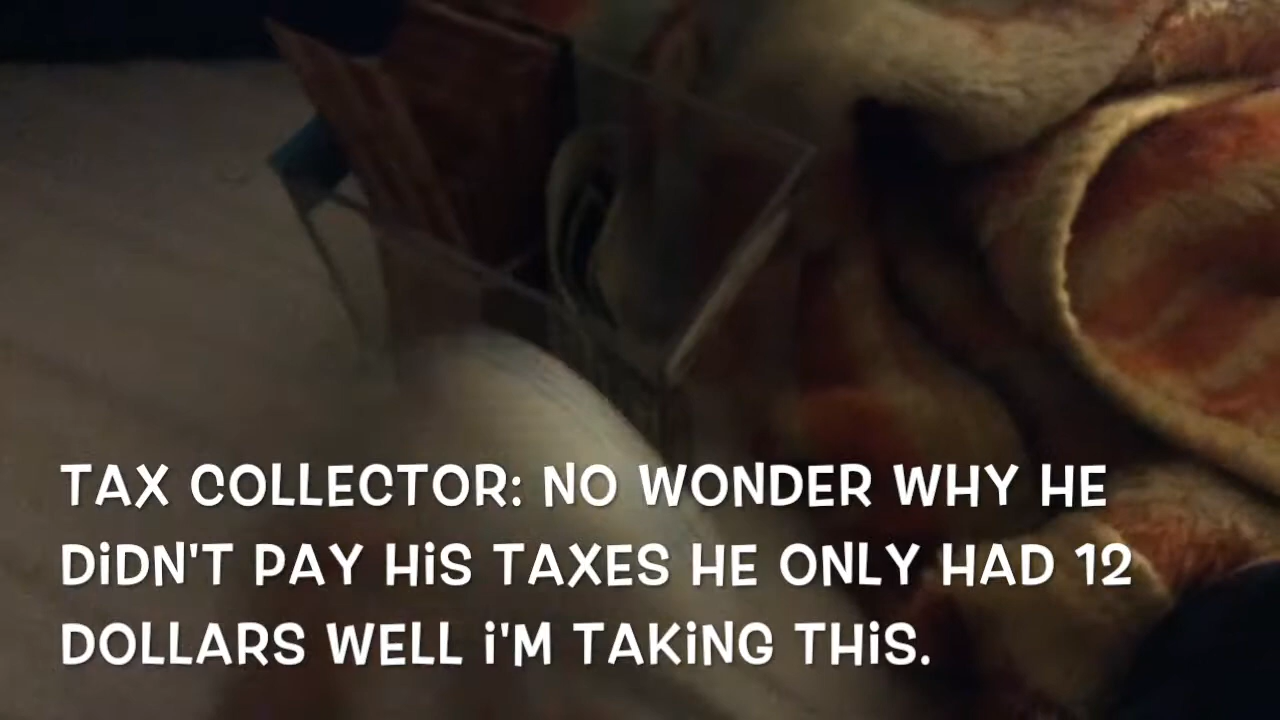 TAX COLLECTOR: NO WONDER WHY HE
DiDN'T PAY HiS TAXES HE ONLY HAD 12
DOLLARS WELL i'M TAKiNG THiS.